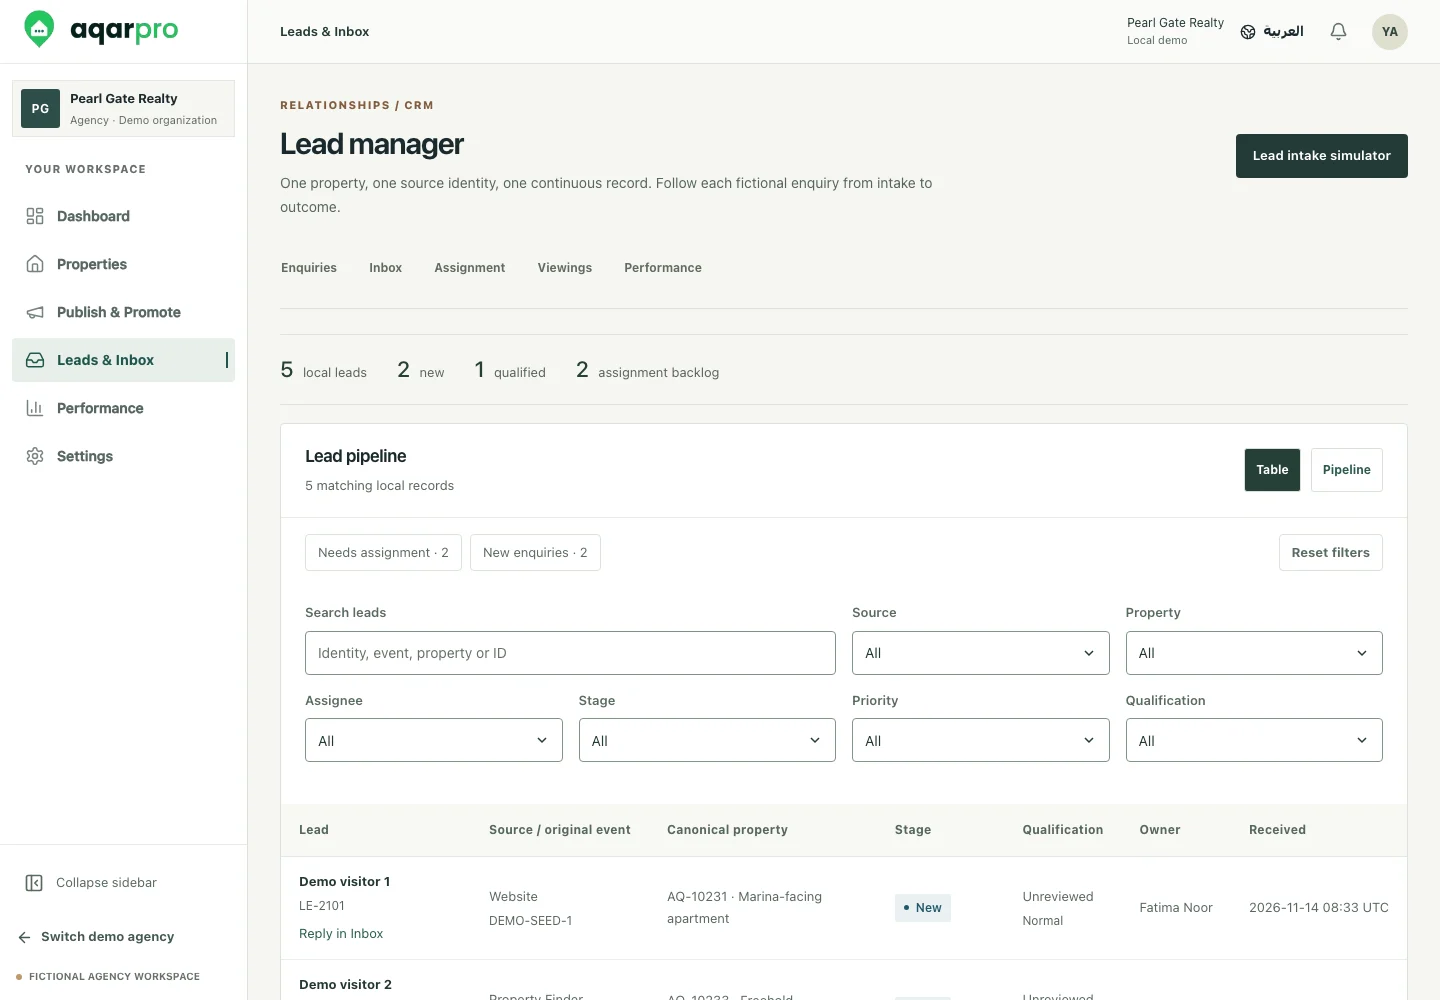 aqarpro
Leads & Inbox
Pearl Gate Realty
Local demo
العربية
YA
PG
Pearl Gate Realty
Agency · Demo organization
YOUR WORKSPACE
Dashboard
Properties
Publish & Promote
Leads & Inbox
Performance
Settings
Collapse sidebar
Switch demo agency
FICTIONAL AGENCY WORKSPACE
RELATIONSHIPS / CRM
Lead manager
One property, one source identity, one continuous record. Follow each fictional enquiry from intake to
outcome.
Lead intake simulator
Enquiries Inbox Assignment Viewings Performance
5 local leads 2 new 1 qualified 2 assignment backlog
Lead pipeline
5 matching local records
Table Pipeline
Needs assignment · 2 New enquiries · 2 Reset filters
Search leads Source Property
Identity, event, property or ID All All
Assignee Stage Priority Qualification
All All All All
Lead Source / original event Canonical property Stage Qualification Owner Received
Demo visitor 1
LE-2101
Reply in Inbox
Website
DEMO-SEED-1
AQ-10231 · Marina-facing
apartment
New
Unreviewed
Normal
Fatima Noor
2026-11-14 08:33 UTC
Demo visitor 2
Property Finder
AQ-10233 · Freehold
Unreviewed